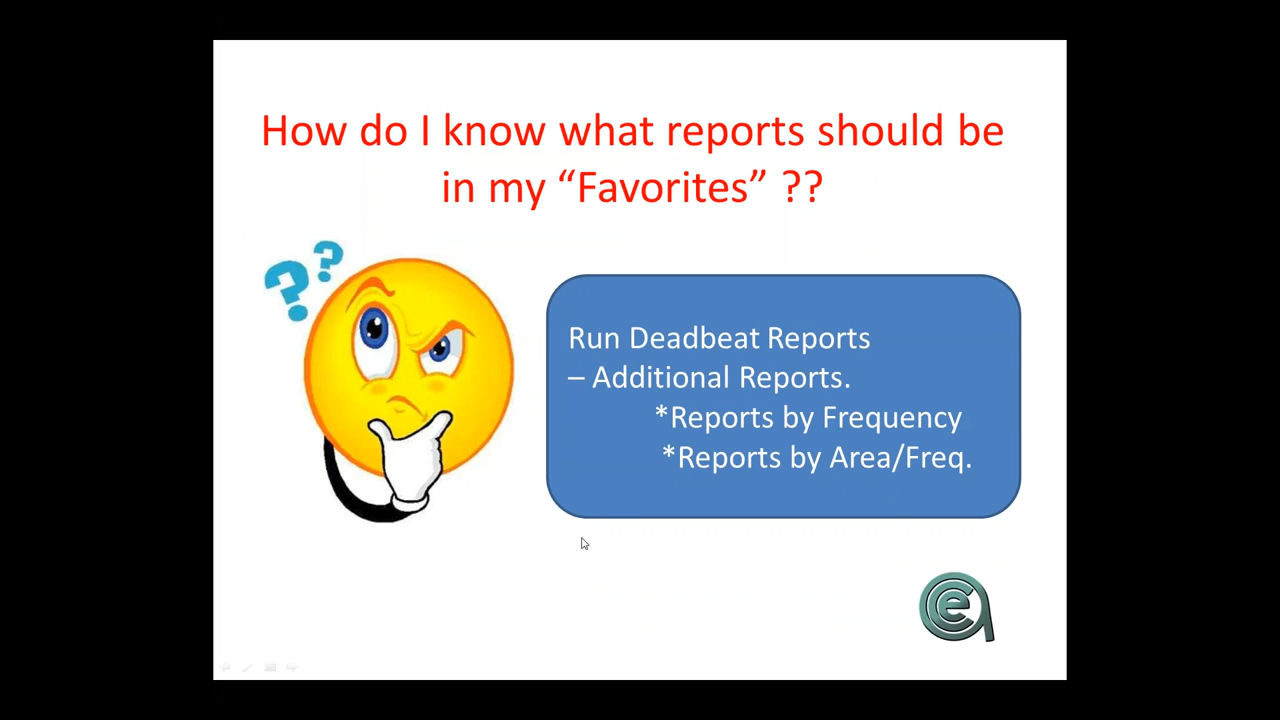 How do I know what reports should be
in my “Favorites” ??
? ?
Run Deadbeat Reports
– Additional Reports.
*Reports by Frequency
*Reports by Area/Freq.